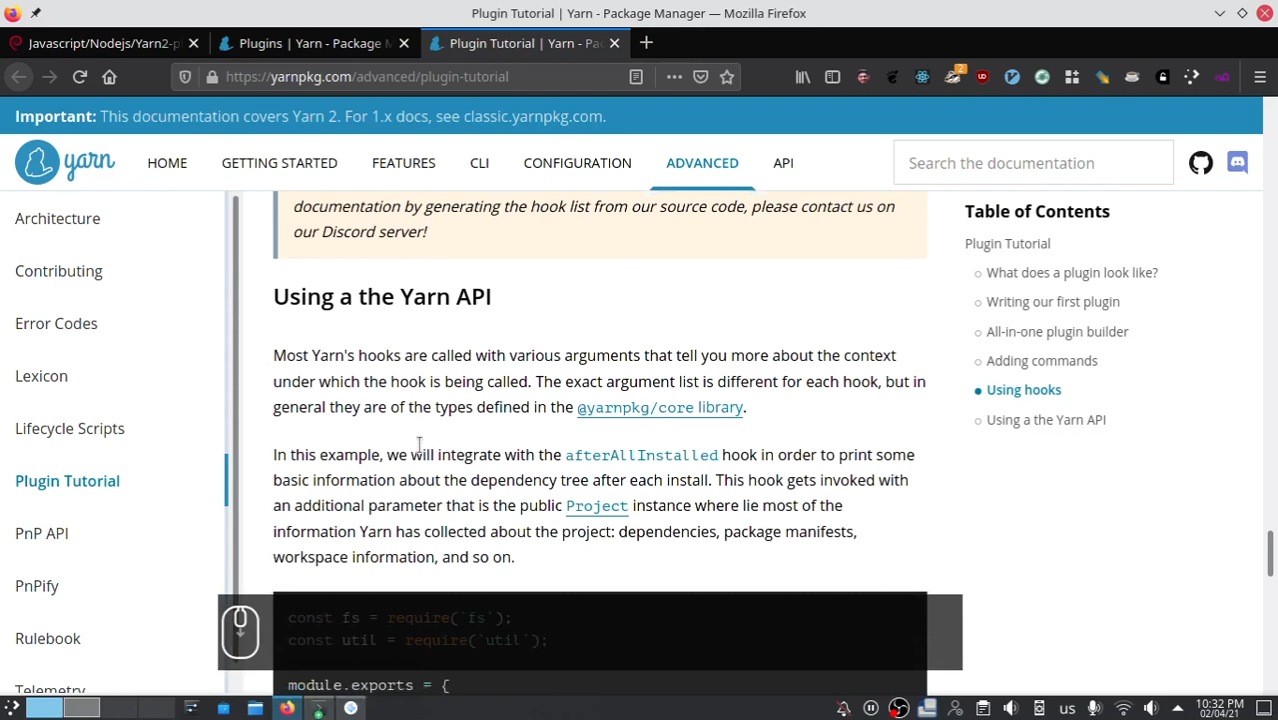 Plugin Tutorial | Yarn - Package Manager — Mozilla Firefox
Javascript/Nodejs/Yarn2-p
Plugins | Yarn - Package M
Plugin Tutorial | Yarn - Pac
https://yarnpkg.com/advanced/plugin-tutorial
2
Important: This documentation covers Yarn 2. For 1.x docs, see classic.yarnpkg.com.
yarn
HOME
GETTING STARTED
FEATURES
CLI
CONFIGURATION
ADVANCED
API
Search the documentation
Architecture
Contributing
Error Codes
Lexicon
Lifecycle Scripts
Plugin Tutorial
PnP API
PnPify
Rulebook
Telemetry
documentation by generating the hook list from our source code, please contact us on
our Discord server!
Using a the Yarn API
Most Yarn's hooks are called with various arguments that tell you more about the context
under which the hook is being called. The exact argument list is different for each hook, but in
general they are of the types defined in the @yarnpkg/core library.
In this example, we will integrate with the afterAllInstalled hook in order to print some
basic information about the dependency tree after each install. This hook gets invoked with
an additional parameter that is the public Project instance where lie most of the
information Yarn has collected about the project: dependencies, package manifests,
workspace information, and so on.
const fs = require(`fs`);
const util = require(`util`);
module.exports = {
Table of Contents
Plugin Tutorial
What does a plugin look like?
Writing our first plugin
All-in-one plugin builder
Adding commands
Using hooks
Using a the Yarn API
us
10:32 PM
02/04/21